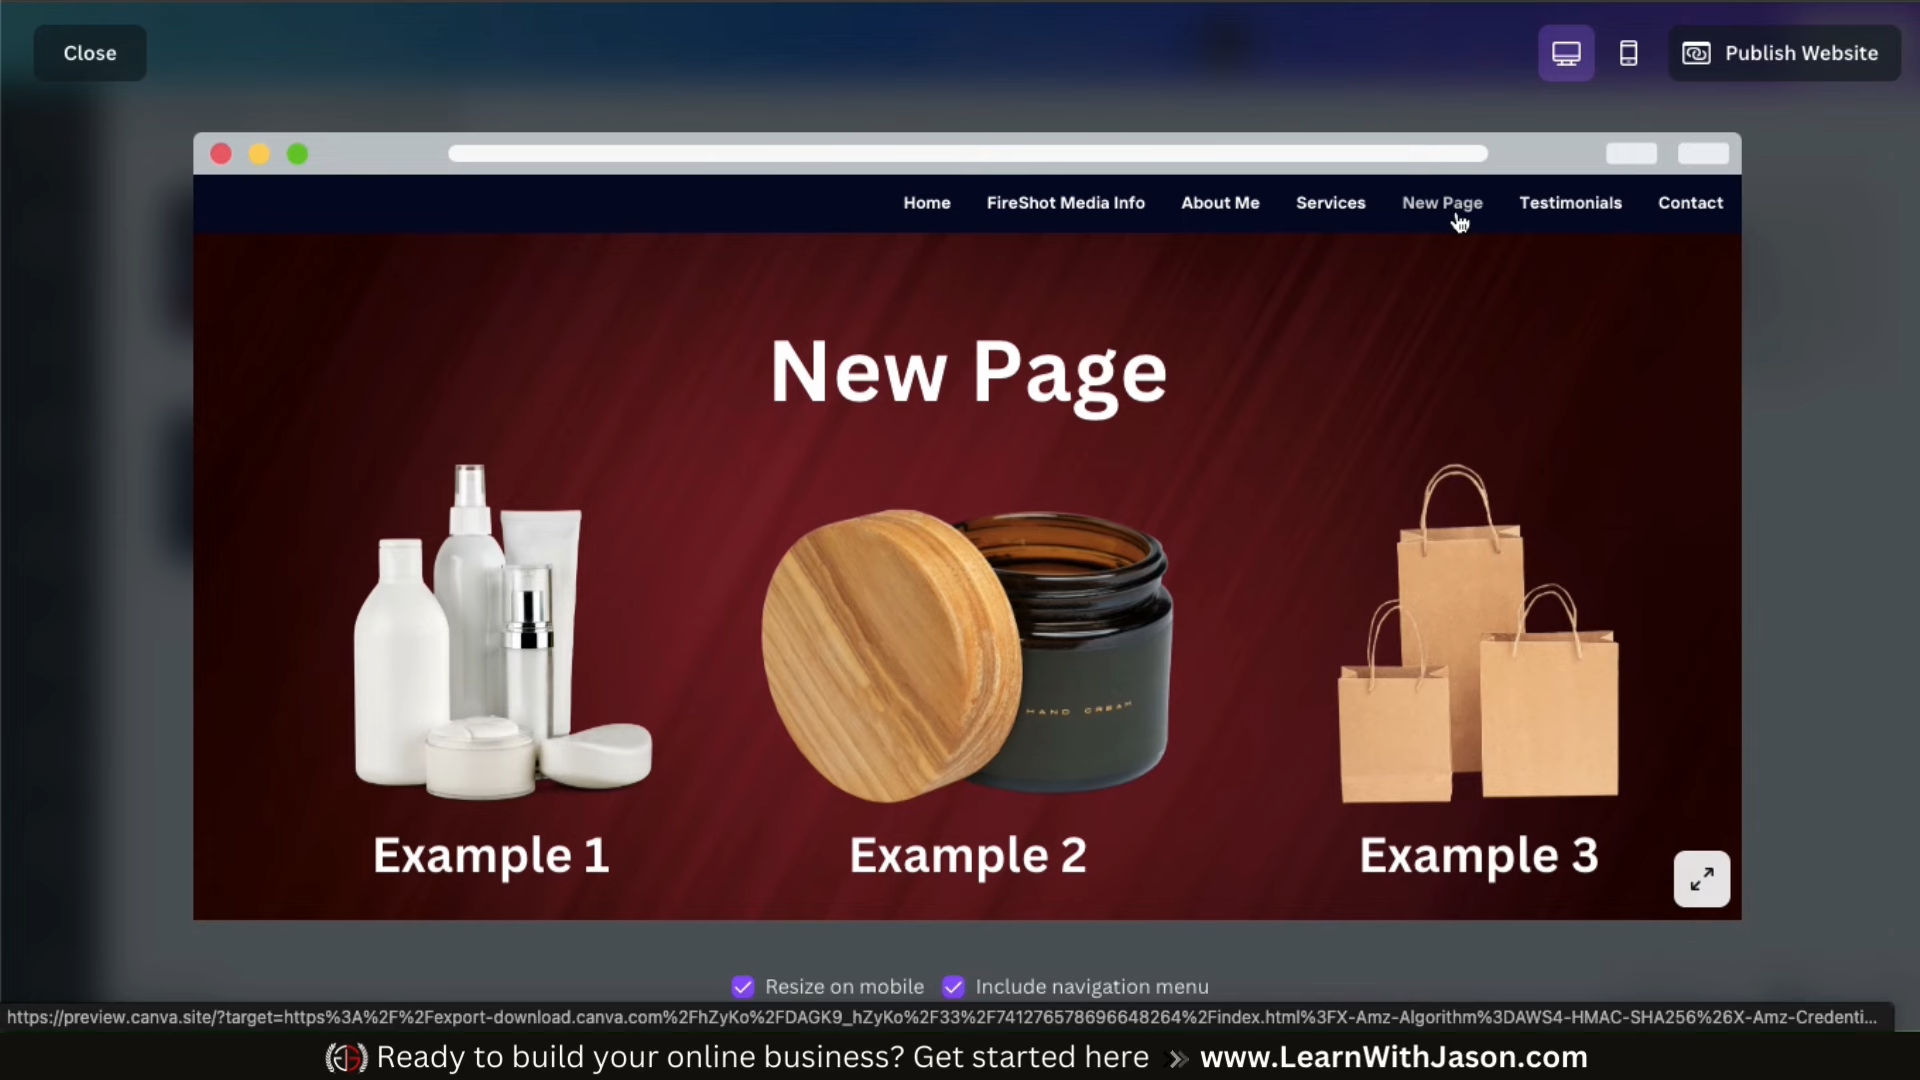 Close
Publish Website
Home FireShot Media Info About Me Services New Page Testimonials Contact
New Page
HAND CREAM
Example 1 Example 2 Example 3
Resize on mobile Include navigation menu
https://preview.canva.site/?target=https%3A%2F%2Fexport-download.canva.com%2FhZyKo%2FDAGK9_hZyKo%2F33%2F741276578696648264%2Findex.html%3FX-Amz-Algorithm%3DAWS4-HMAC-SHA256%26X-Amz-Credenti...
Ready to build your online business? Get started here » www.LearnWithJason.com